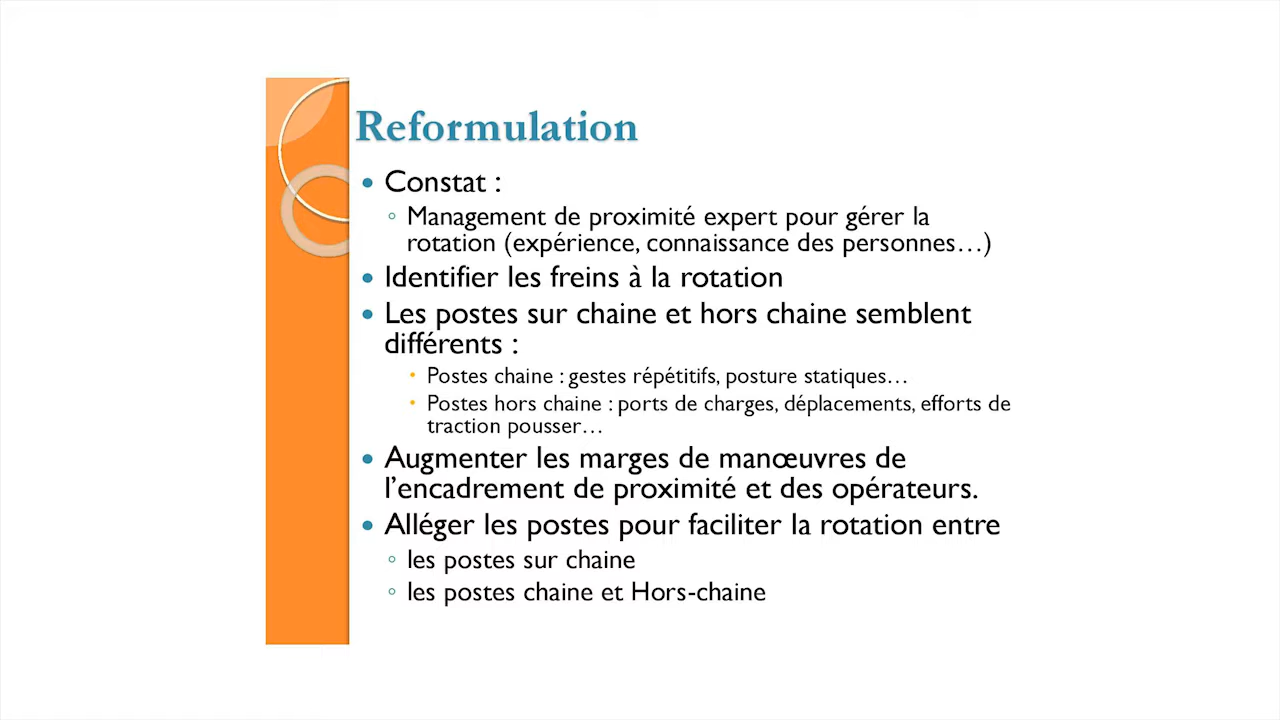 Reformulation
• Constat :
◦ Management de proximité expert pour gérer la
rotation (expérience, connaissance des personnes…)
• Identifier les freins à la rotation
• Les postes sur chaine et hors chaine semblent
différents :
• Postes chaine : gestes répétitifs, posture statiques…
• Postes hors chaine : ports de charges, déplacements, efforts de
traction pousser…
• Augmenter les marges de manœuvres de
l’encadrement de proximité et des opérateurs.
• Alléger les postes pour faciliter la rotation entre
◦ les postes sur chaine
◦ les postes chaine et Hors-chaine